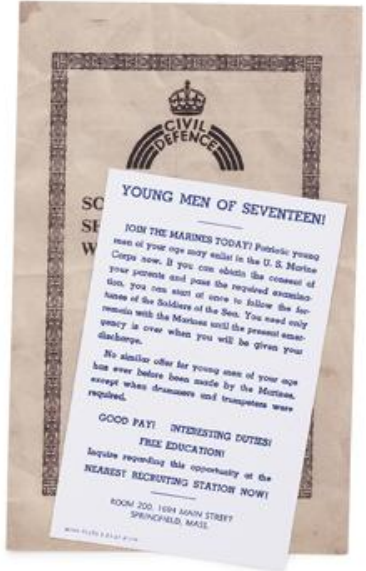 CIVIL
DEFENCE
SO
SE
W
YOUNG MEN OF SEVENTEEN!
JOIN THE MARINES TODAY! Patriotic young
men of your age may enlist in the U. S. Marine
Corps now. If you can obtain the consent of
your parents and pass the required examina-
tion, you can start at once to follow the for-
tunes of the Soldiers of the Sea. You need only
remain with the Marines until the present emer-
gency is over when you will be given your
discharge.
No similar offer for young men of your age
has ever before been made by the Marines,
except when drummers and trumpeters were
required.
GOOD PAY! INTERESTING DUTIES!
FREE EDUCATION!
Inquire regarding this opportunity at the
NEAREST RECRUITING STATION NOW!
ROOM 200, 1694 MAIN STREET
SPRINGFIELD, MASS.